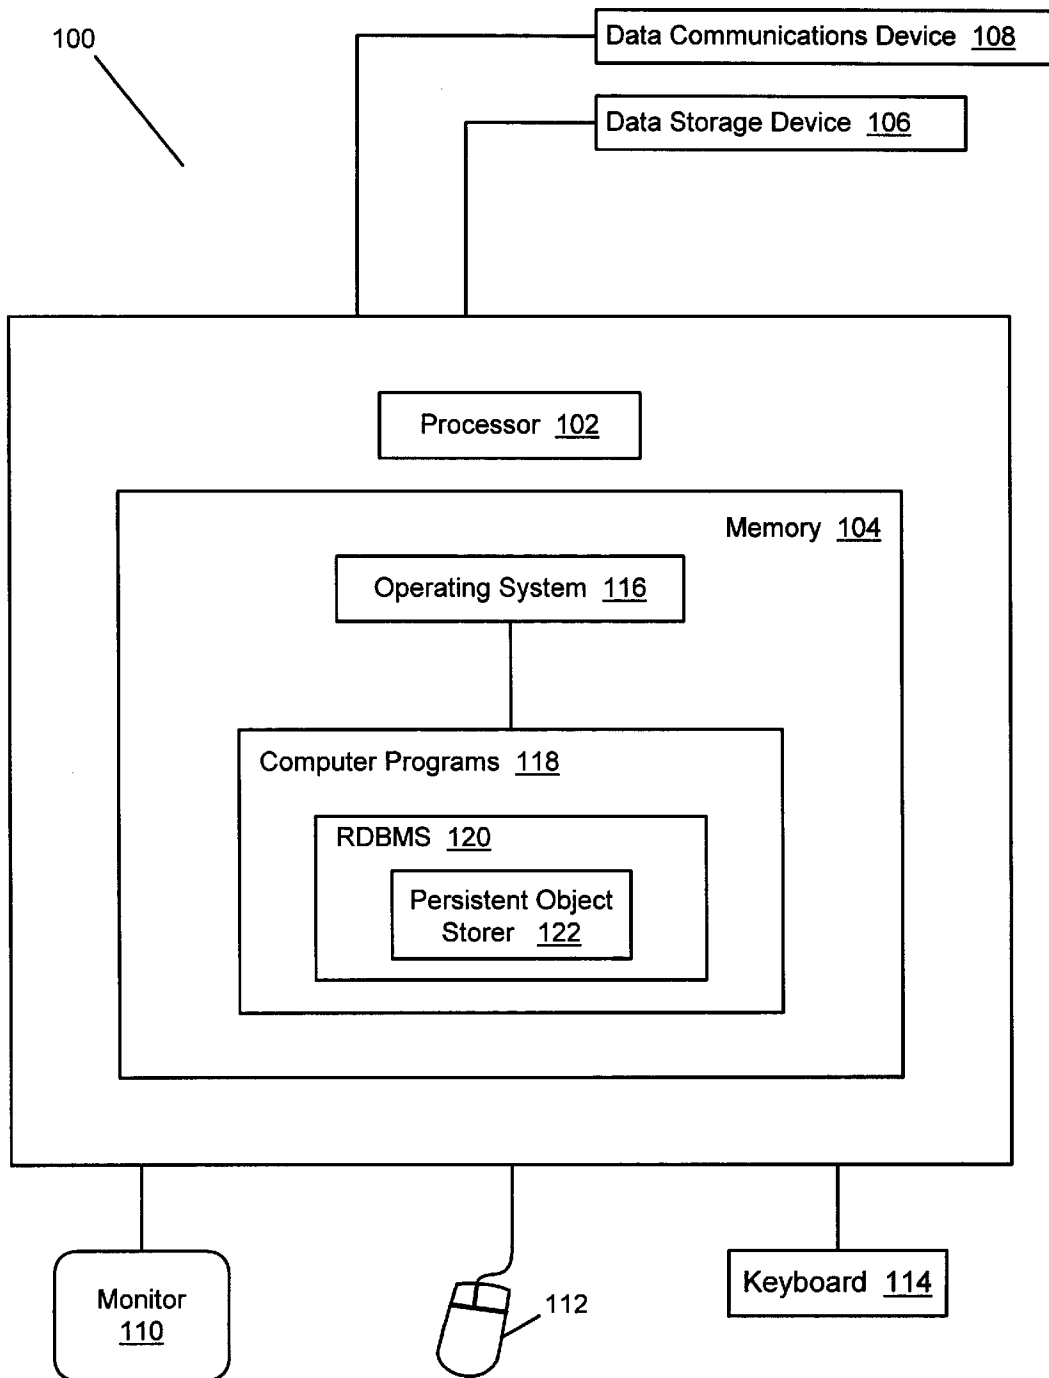 Data Communications Device 108
100
Data Storage Device 106
Processor 102
Memory 104
Operating System 116
Computer Programs 118
RDBMS 120
Persistent Object
Storer 122
Monitor
110
112
Keyboard 114